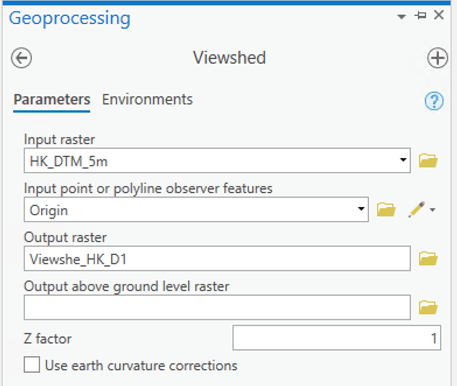 Geoprocessing
Viewshed
Parameters Environments
Input raster
HK_DTM_5m
Input point or polyline observer features
Origin
Output raster
Viewshe_HK_D1
Output above ground level raster
Z factor 1
Use earth curvature corrections